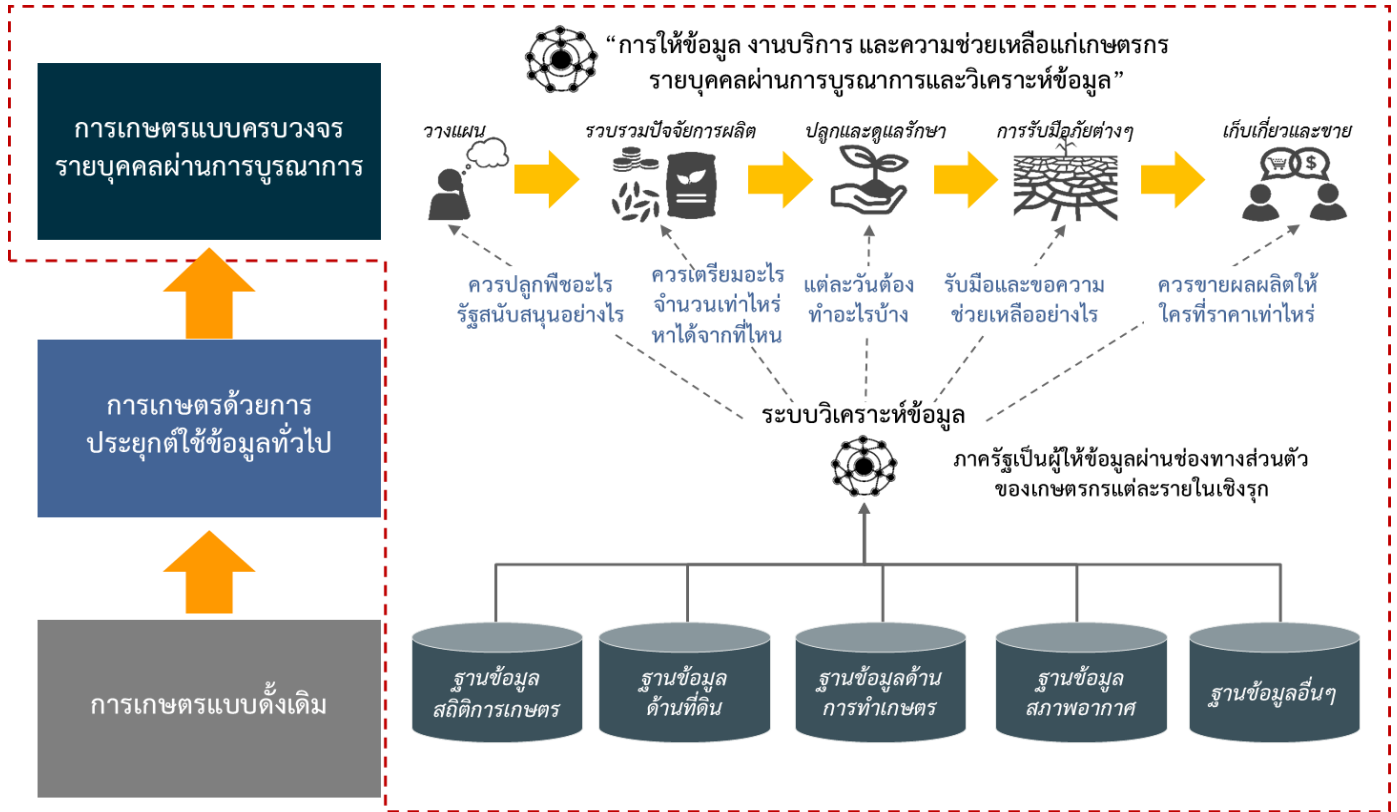 “การให้ข้อมูล งานบริการ และความช่วยเหลือแก่เกษตรกร
รายบุคคลผ่านการบูรณาการและวิเคราะห์ข้อมูล”
การเกษตรแบบครบวงจร
รายบุคคลผ่านการบูรณาการ
วางแผน
รวบรวมปัจจัยการผลิต
ปลูกและดูแลรักษา
การรับมือภัยต่างๆ
เก็บเกี่ยวและขาย
$
ควรปลูกพืชอะไร
รัฐสนับสนุนอย่างไร
ควรเตรียมอะไร
จำนวนเท่าไหร่
หาได้จากที่ไหน
แต่ละวันต้อง
ทำอะไรบ้าง
รับมือและขอความ
ช่วยเหลืออย่างไร
ควรขายผลผลิตให้
ใครที่ราคาเท่าไหร่
การเกษตรด้วยการ
ประยุกต์ใช้ข้อมูลทั่วไป
ระบบวิเคราะห์ข้อมูล
ภาครัฐเป็นผู้ให้ข้อมูลผ่านช่องทางส่วนตัว
ของเกษตรกรแต่ละรายในเชิงรุก
การเกษตรแบบดั้งเดิม
ฐานข้อมูล
สถิติการเกษตร
ฐานข้อมูล
ด้านที่ดิน
ฐานข้อมูลด้าน
การทำเกษตร
ฐานข้อมูล
สภาพอากาศ
ฐานข้อมูลอื่นๆ